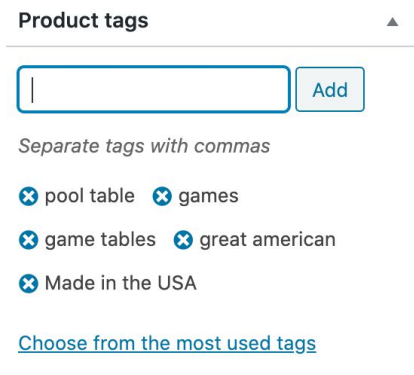 Product tags
Add
Separate tags with commas
pool table games
game tables great american
Made in the USA
Choose from the most used tags